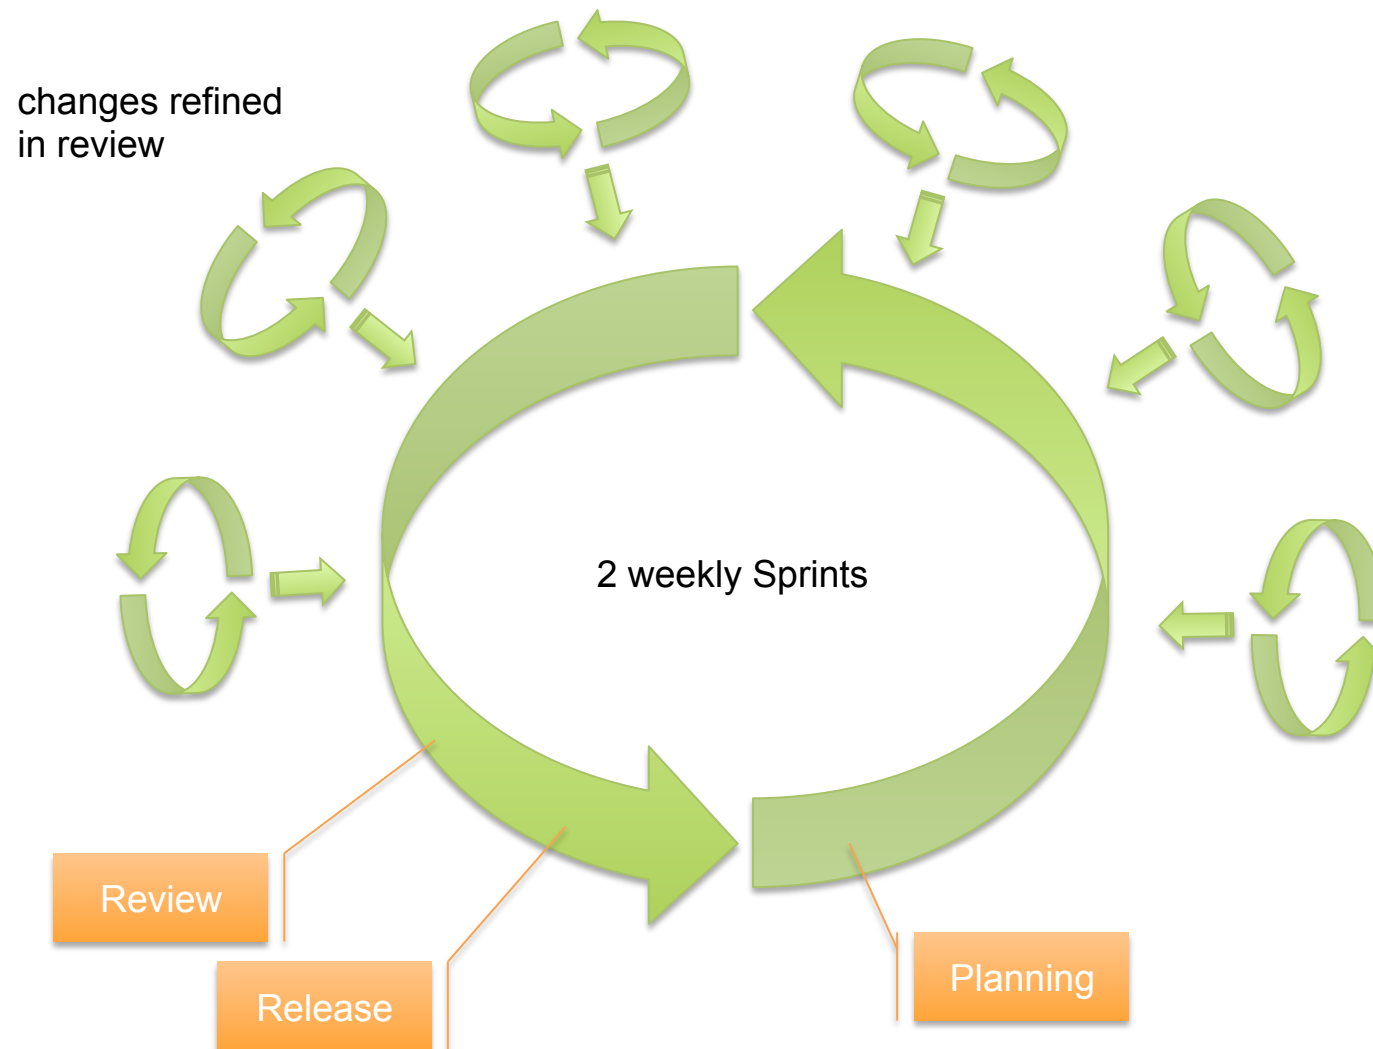 changes refined
in review
2 weekly Sprints
Review
Release
Planning